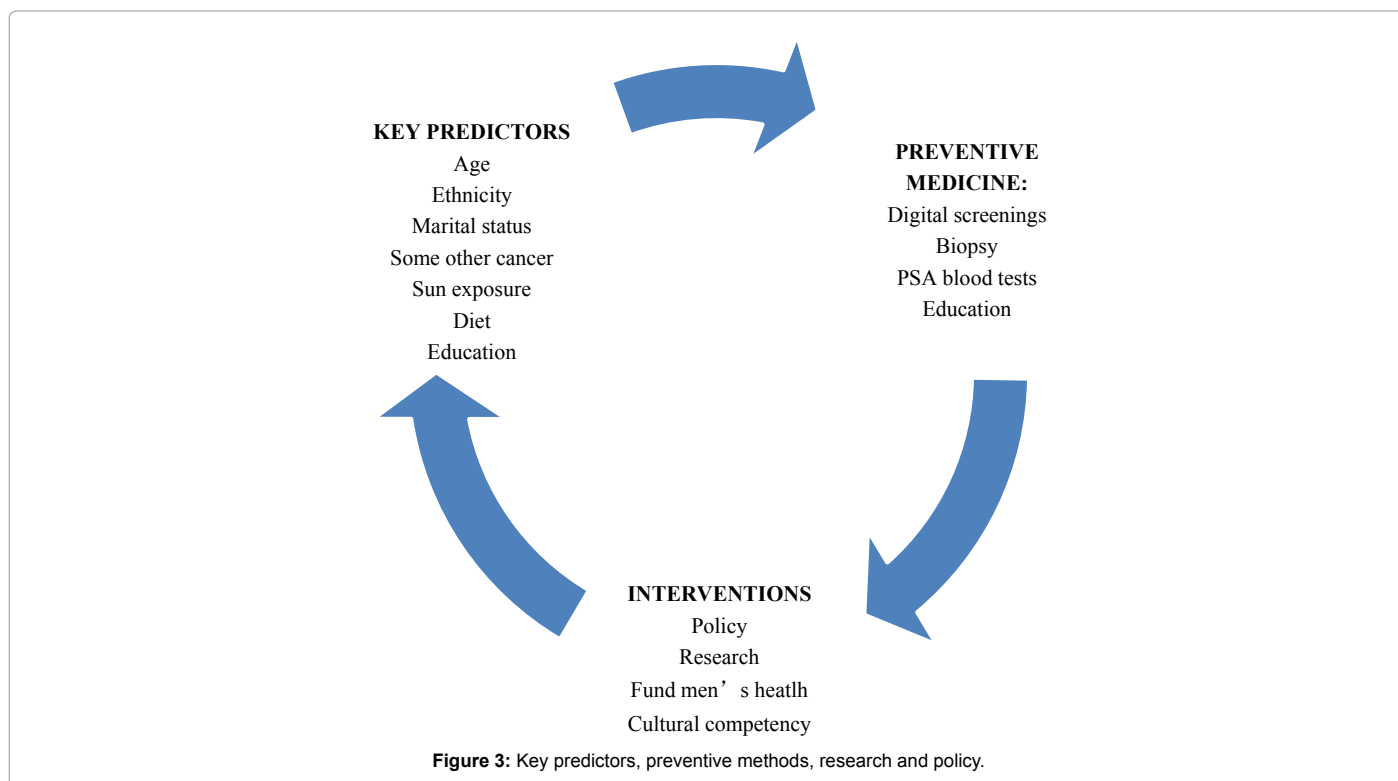 KEY PREDICTORS
Age
Ethnicity
Marital status
Some other cancer
Sun exposure
Diet
Education
PREVENTIVE
MEDICINE:
Digital screenings
Biopsy
PSA blood tests
Education
INTERVENTIONS
Policy
Research
Fund men’s heatlh
Cultural competency
Figure 3: Key predictors, preventive methods, research and policy.